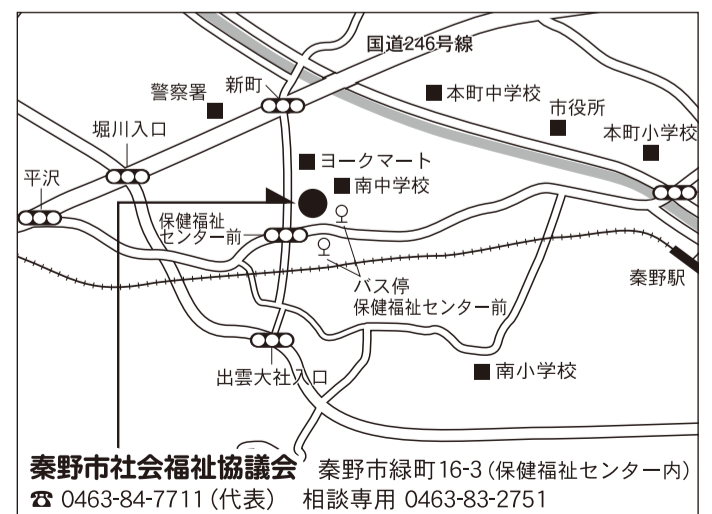 国道246号線
新町
警察署
本町中学校
市役所
堀川入口
本町小学校
ヨークマート
平沢
南中学校
保健福祉
センター前
秦野駅
バス停
保健福祉センター前
出雲大社入口
南小学校
秦野市社会福祉協議会 秦野市緑町16-3(保健福祉センター内)
☎ 0463-84-7711(代表) 相談専用 0463-83-2751